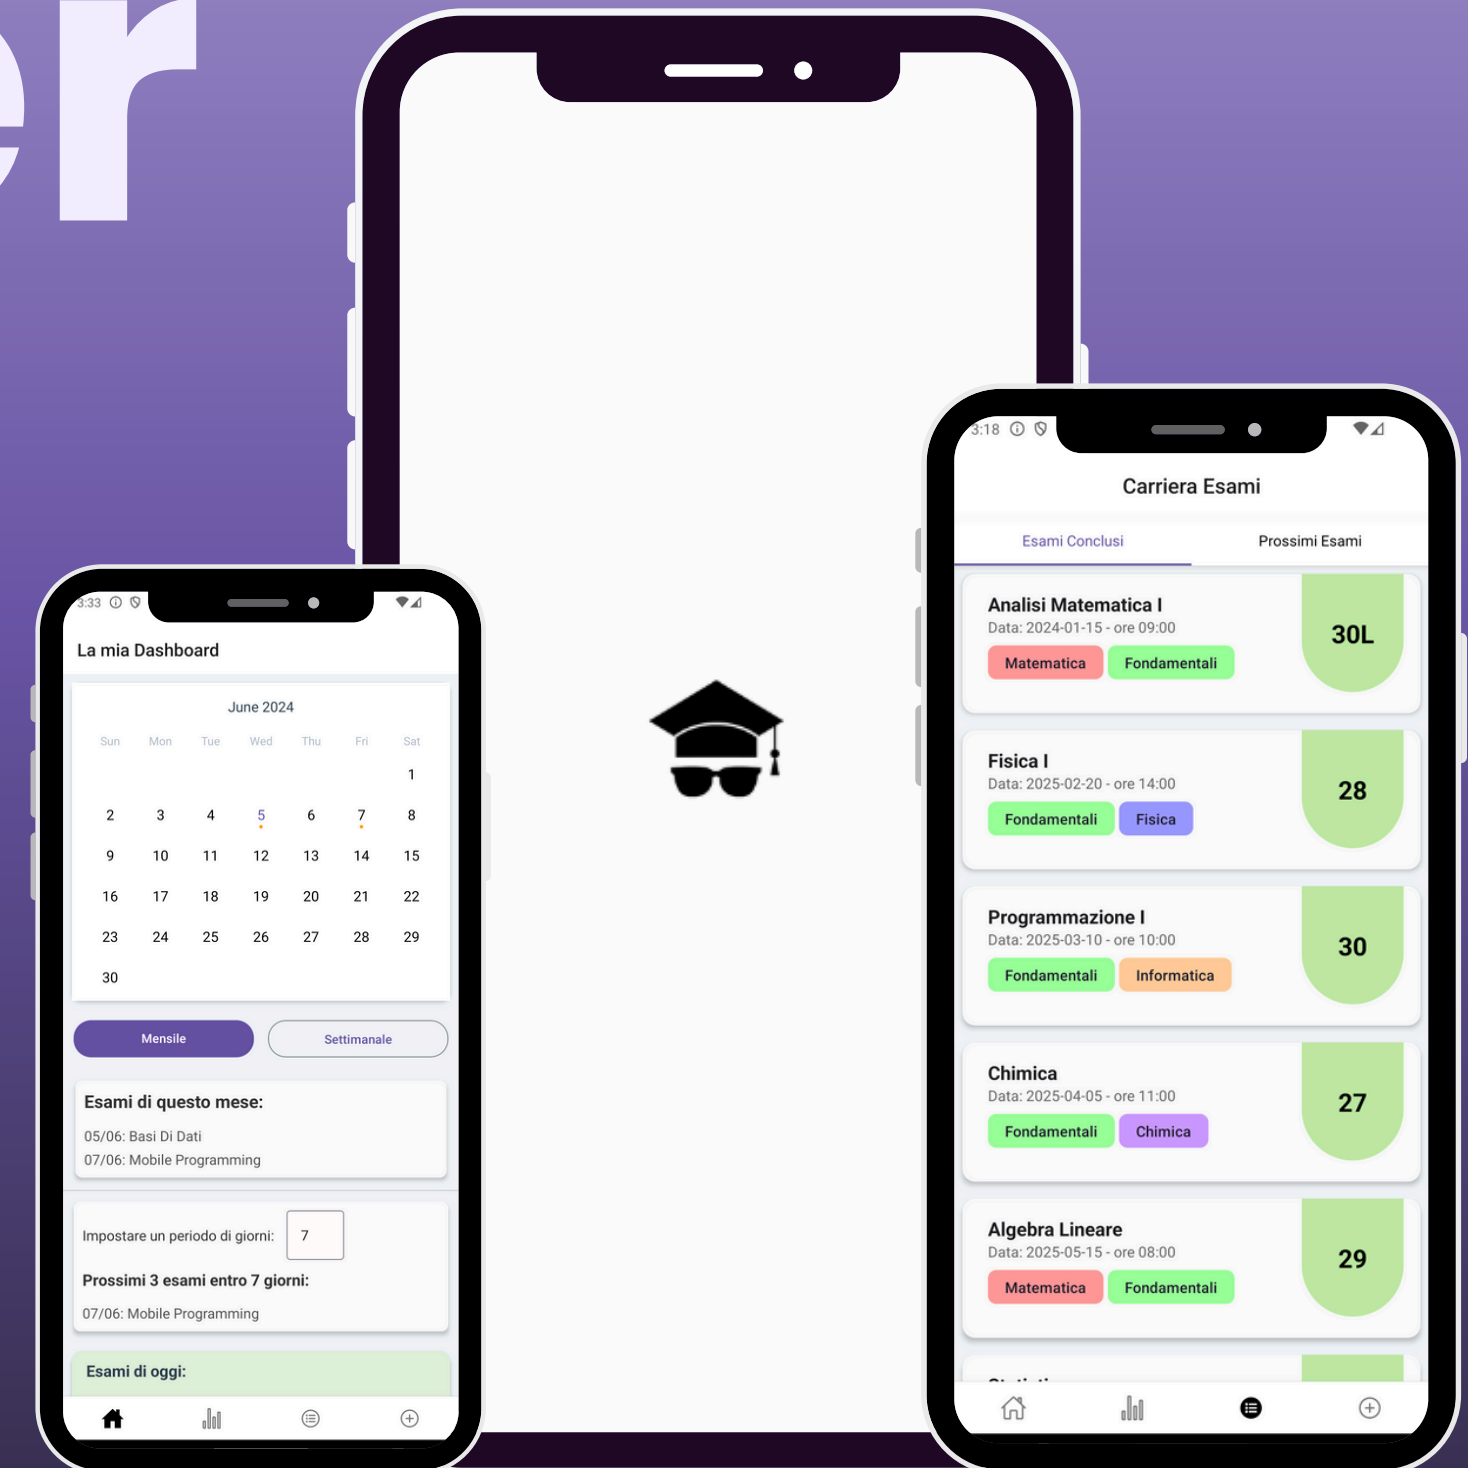 er
3:33
La mia Dashboard
June 2024
Sun Mon Tue Wed Thu Fri Sat
1
2 3 4 5 6 7 8
9 10 11 12 13 14 15
16 17 18 19 20 21 22
23 24 25 26 27 28 29
30
Mensile Settimanale
Esami di questo mese:
05/06: Basi Di Dati
07/06: Mobile Programming
Impostare un periodo di giorni: 7
Prossimi 3 esami entro 7 giorni:
07/06: Mobile Programming
Esami di oggi:
3:18
Carriera Esami
Esami Conclusi Prossimi Esami
Analisi Matematica I
Data: 2024-01-15 - ore 09:00
Matematica Fondamentali
30L
Fisica I
Data: 2025-02-20 - ore 14:00
Fondamentali Fisica
28
Programmazione I
Data: 2025-03-10 - ore 10:00
Fondamentali Informatica
30
Chimica
Data: 2025-04-05 - ore 11:00
Fondamentali Chimica
27
Algebra Lineare
Data: 2025-05-15 - ore 08:00
Matematica Fondamentali
29